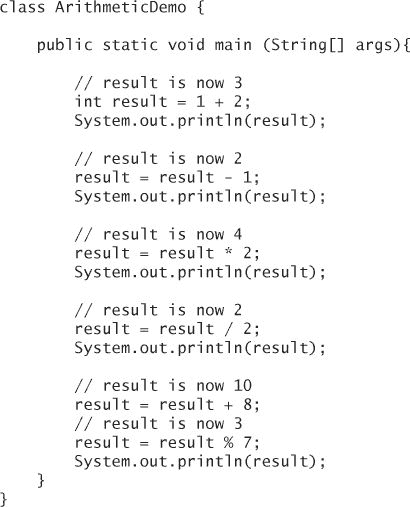 class ArithmeticDemo {
public static void main (String[] args){
// result is now 3
int result = 1 + 2;
System.out.println(result);
// result is now 2
result = result - 1;
System.out.println(result);
// result is now 4
result = result * 2;
System.out.println(result);
// result is now 2
result = result / 2;
System.out.println(result);
// result is now 10
result = result + 8;
// result is now 3
result = result % 7;
System.out.println(result);
}
}